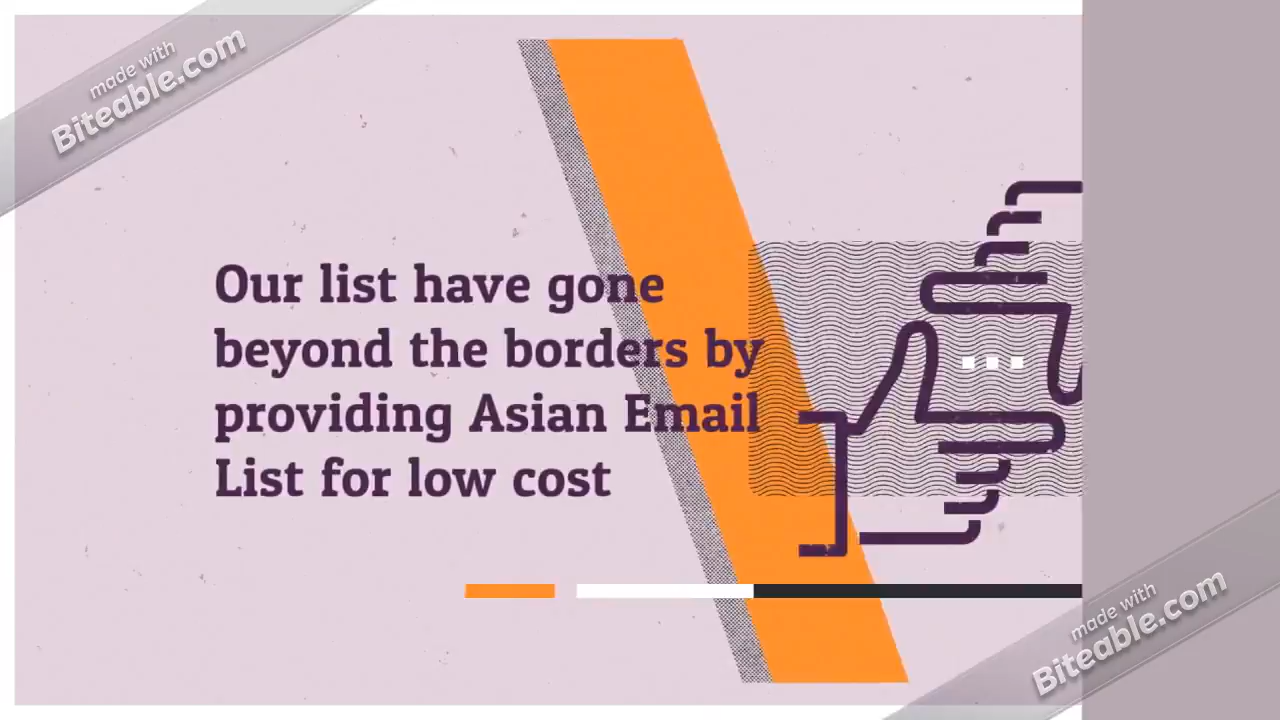 made with
Biteable.com
Our list have gone
beyond the borders by
providing Asian Email
List for low cost
made with
Biteable.com